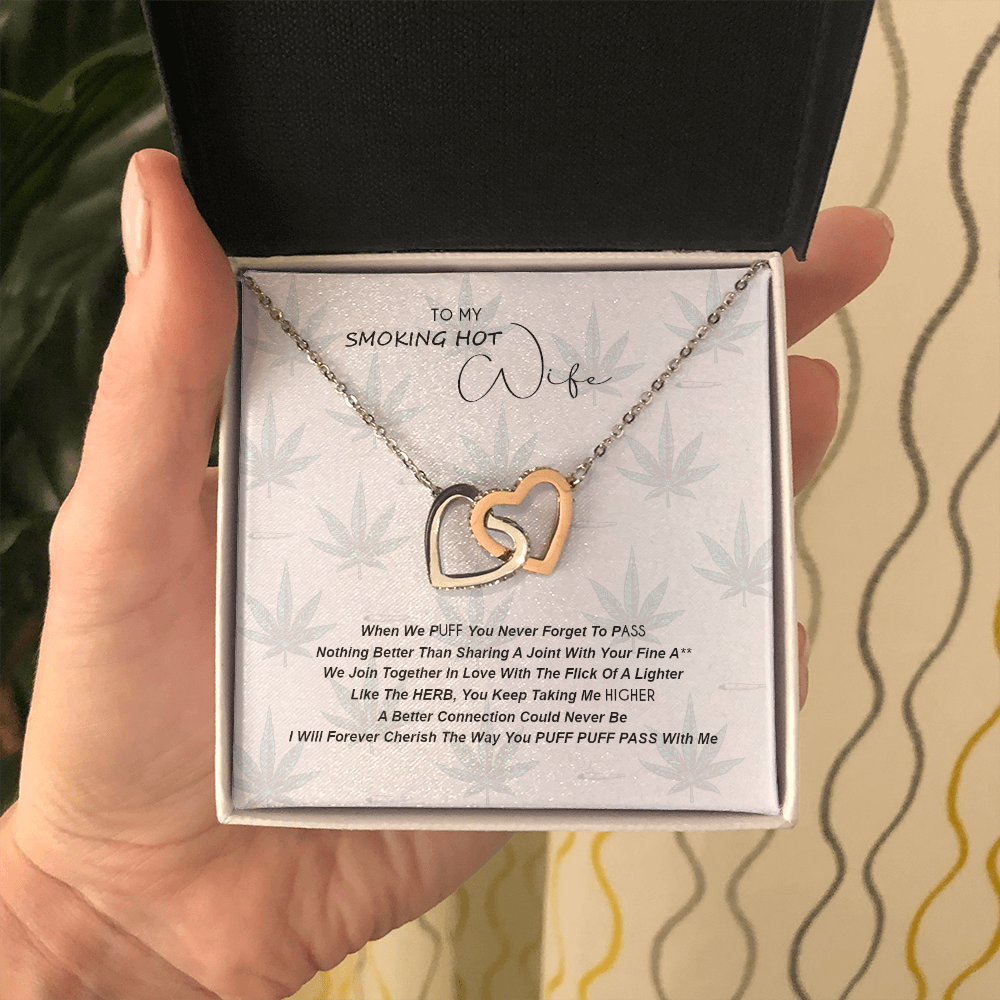 TO MY
SMOKING HOT
Wife
When We PUFF You Never Forget To PASS
Nothing Better Than Sharing A Joint With Your Fine A**
We Join Together In Love With The Flick Of A Lighter
Like The HERB, You Keep Taking Me HIGHER
A Better Connection Could Never Be
I Will Forever Cherish The Way You PUFF PUFF PASS With Me